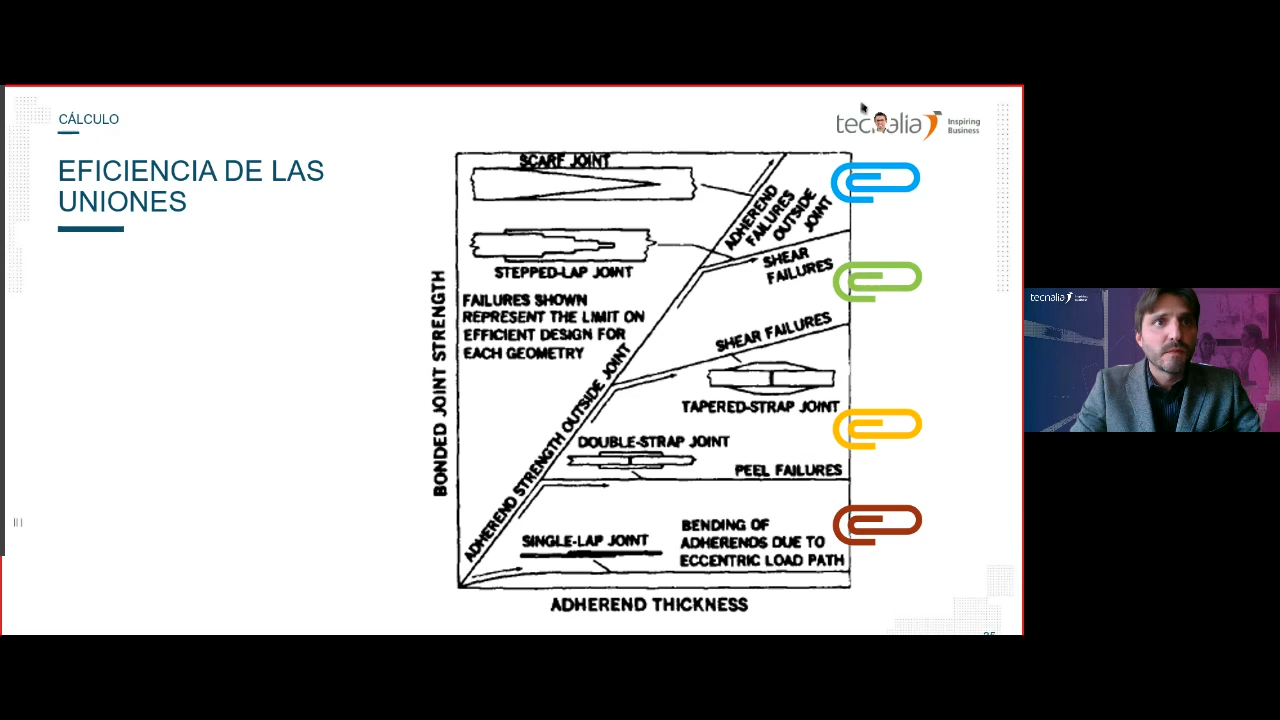 CÁLCULO
EFICIENCIA DE LAS
UNIONES
tecnalia
Inspiring
Business
SCARF JOINT
STEPPED-LAP JOINT
FAILURES SHOWN
REPRESENT THE LIMIT ON
EFFICIENT DESIGN FOR
EACH GEOMETRY
ADHEREND
FAILURES
OUTSIDE
JOINT
SHEAR
FAILURES
SHEAR FAILURES
TAPERED-STRAP JOINT
DOUBLE-STRAP JOINT
PEEL FAILURES
ADHEREND STRENGTH OUTSIDE JOINT
SINGLE-LAP JOINT
BENDING OF
ADHERENDS DUE TO
ECCENTRIC LOAD PATH
BONDED JOINT STRENGTH
ADHEREND THICKNESS
tecnalia